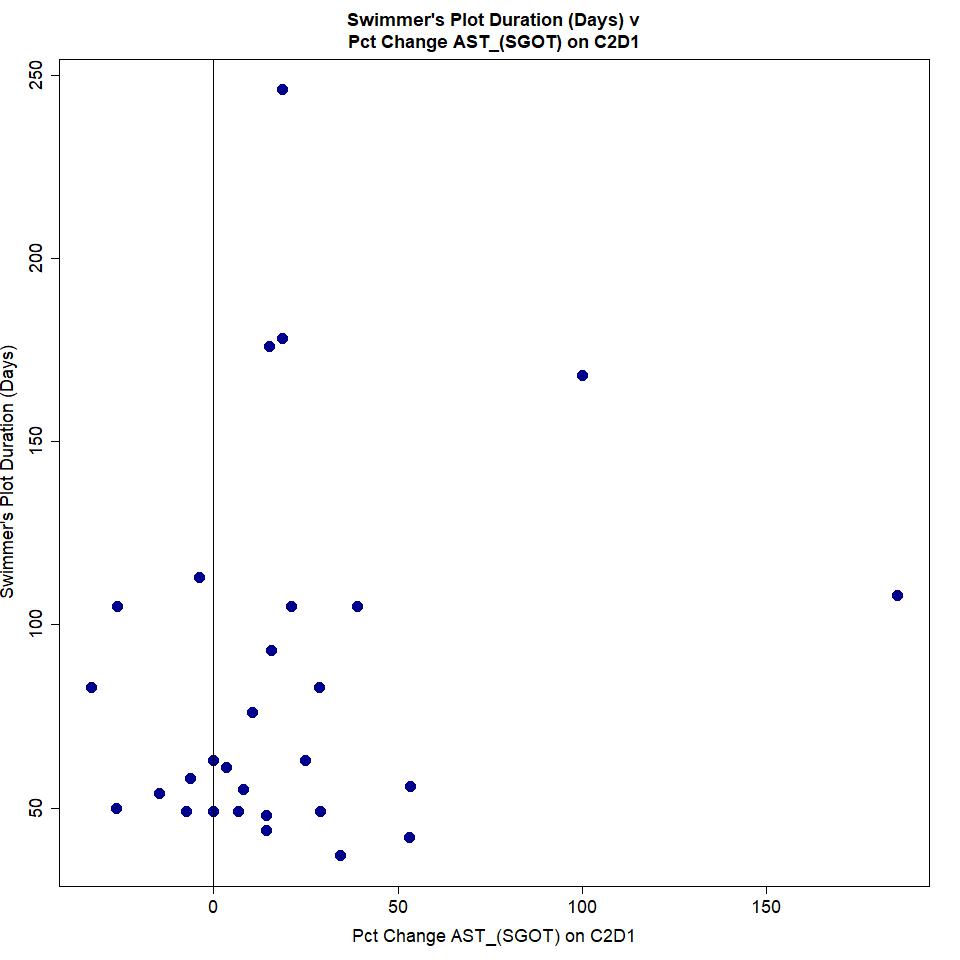 Swimmer's Plot Duration (Days) v
Pct Change AST_(SGOT) on C2D1
Swimmer's Plot Duration (Days)
250
200
150
100
50
0
50
100
150
Pct Change AST_(SGOT) on C2D1